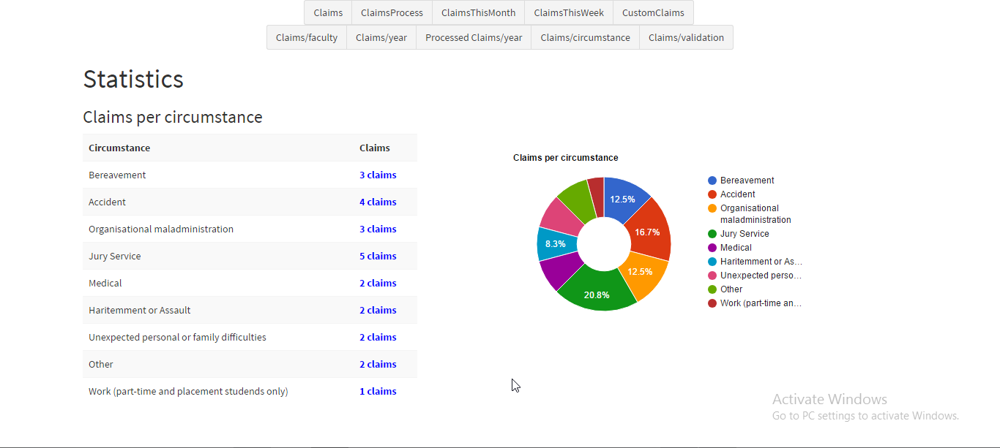 Claims ClaimsProcess ClaimsThisMonth ClaimsThisWeek CustomClaims
Claims/faculty Claims/year Processed Claims/year Claims/circumstance Claims/validation
Statistics
Claims per circumstance
Circumstance Claims
Bereavement 3 claims
Accident 4 claims
Organisational maladministration 3 claims
Jury Service 5 claims
Medical 2 claims
Haritemment or Assault 2 claims
Unexpected personal or family difficulties 2 claims
Other 2 claims
Work (part-time and placement studends only) 1 claims
Claims per circumstance
12.5%
16.7%
12.5%
20.8%
8.3%
Bereavement
Accident
Organisational
maladministration
Jury Service
Medical
Haritemment or As...
Unexpected perso...
Other
Work (part-time an...
Activate Windows
Go to PC settings to activate Windows.